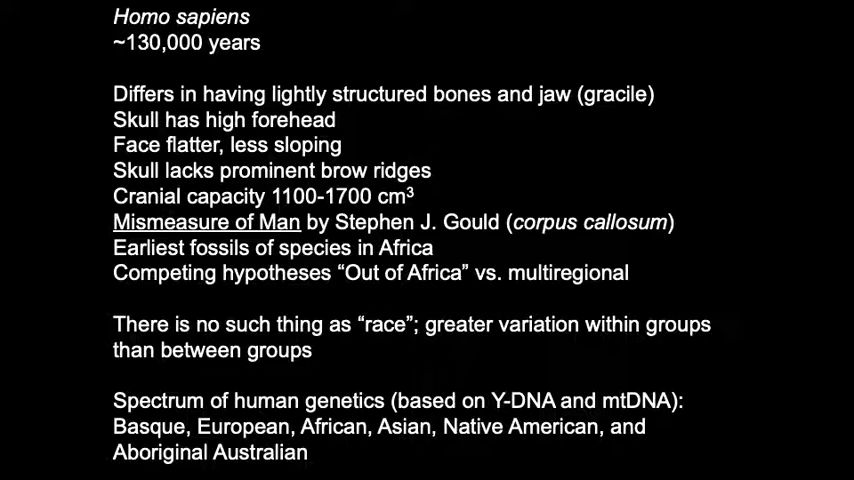 Homo sapiens
~130,000 years
Differs in having lightly structured bones and jaw (gracile)
Skull has high forehead
Face flatter, less sloping
Skull lacks prominent brow ridges
Cranial capacity 1100-1700 cm³
Mismeasure of Man by Stephen J. Gould (corpus callosum)
Earliest fossils of species in Africa
Competing hypotheses “Out of Africa” vs. multiregional
There is no such thing as “race”; greater variation within groups
than between groups
Spectrum of human genetics (based on Y-DNA and mtDNA):
Basque, European, African, Asian, Native American, and
Aboriginal Australian